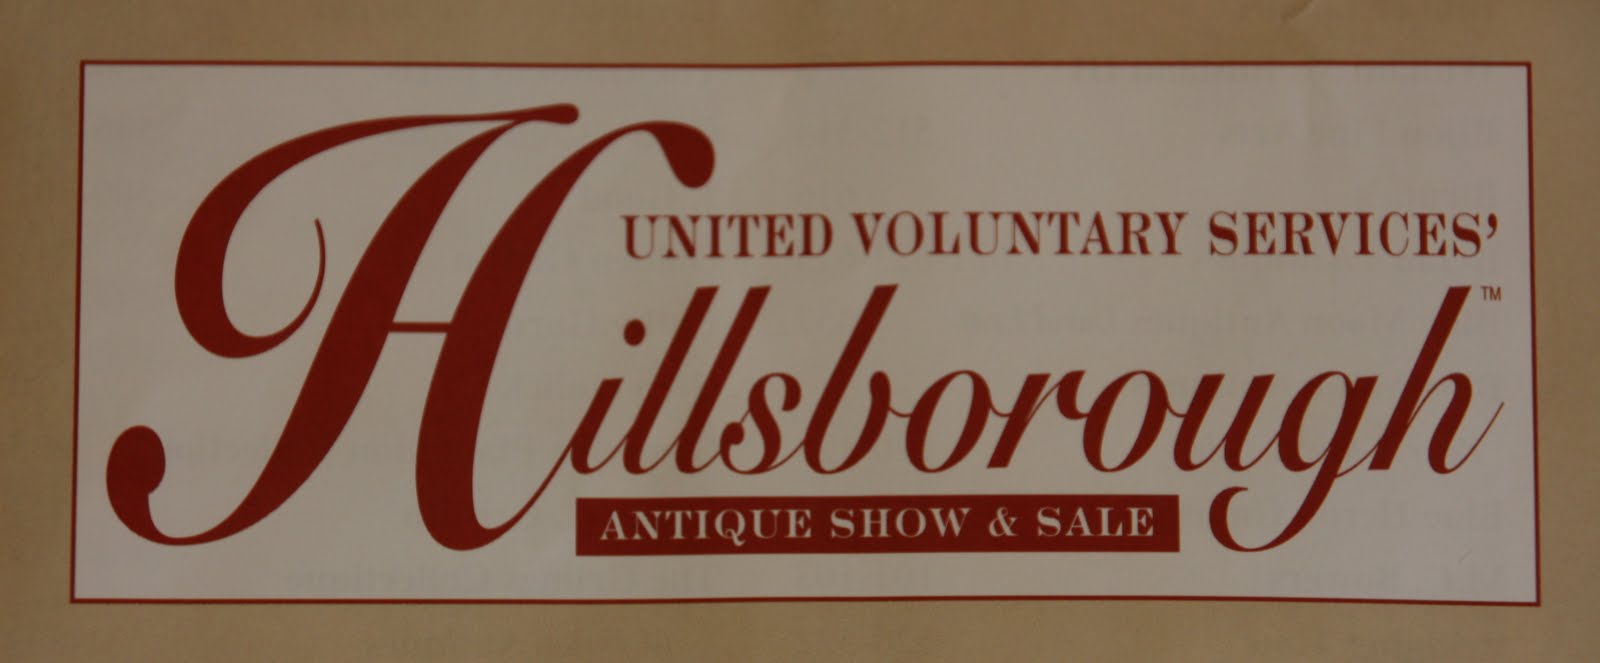 UNITED VOLUNTARY SERVICES'
Hillsborough™
ANTIQUE SHOW & SALE